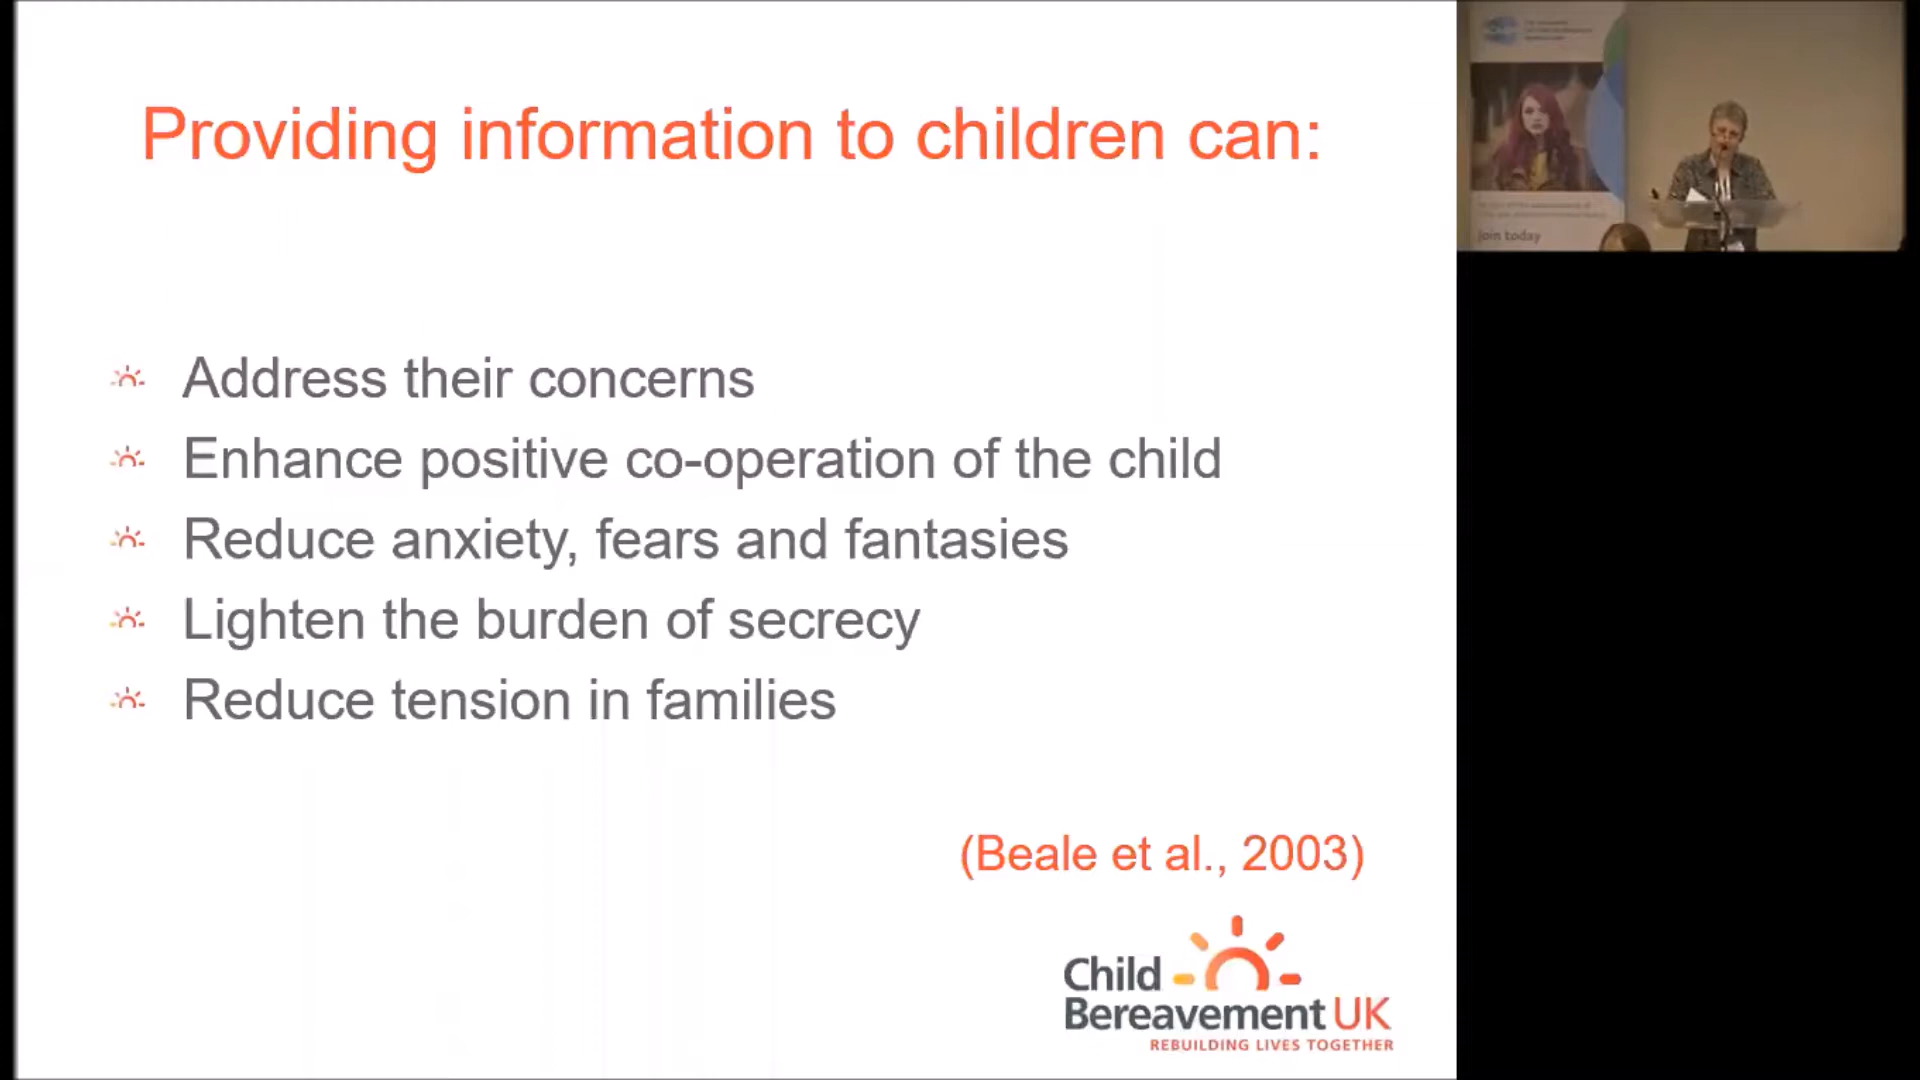 Providing information to children can:
Address their concerns
Enhance positive co-operation of the child
Reduce anxiety, fears and fantasies
Lighten the burden of secrecy
Reduce tension in families
(Beale et al., 2003)
Child
Bereavement UK
REBUILDING LIVES TOGETHER
Join today